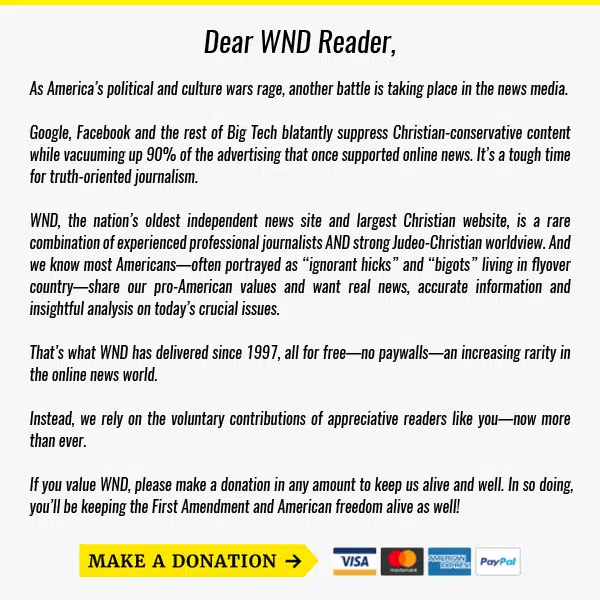 Dear WND Reader,
As America's political and culture wars rage, another battle is taking place in the news media.
Google, Facebook and the rest of Big Tech blatantly suppress Christian-conservative content
while vacuuming up 90% of the advertising that once supported online news. It's a tough time
for truth-oriented journalism.
WND, the nation's oldest independent news site and largest Christian website, is a rare
combination of experienced professional journalists AND strong Judeo-Christian worldview. And
we know most Americans—often portrayed as “ignorant hicks” and “bigots” living in flyover
country—share our pro-American values and want real news, accurate information and
insightful analysis on today's crucial issues.
That's what WND has delivered since 1997, all for free—no paywalls—an increasing rarity in
the online news world.
Instead, we rely on the voluntary contributions of appreciative readers like you—now more
than ever.
If you value WND, please make a donation in any amount to keep us alive and well. In so doing,
you'll be keeping the First Amendment and American freedom alive as well!
MAKE A DONATION → VISA mastercard AMERICAN EXPRESS PayPal